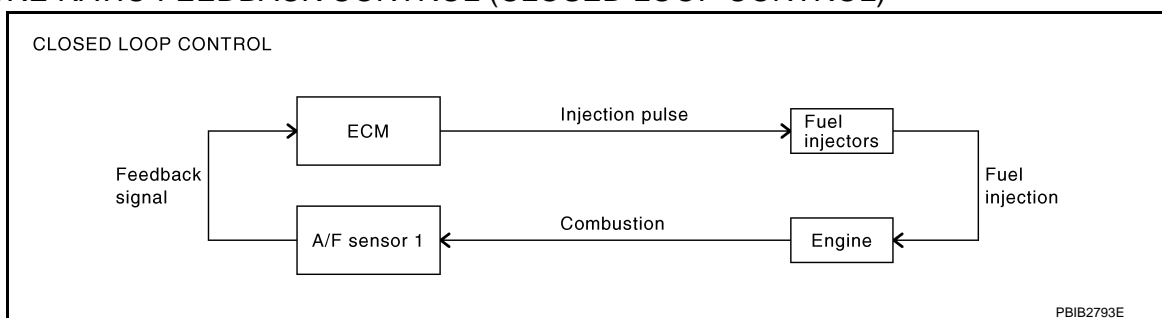 CLOSED LOOP CONTROL
ECM
Injection pulse
Fuel
injectors
Feedback
signal
Fuel
injection
A/F sensor 1
Combustion
Engine
PBIB2793E